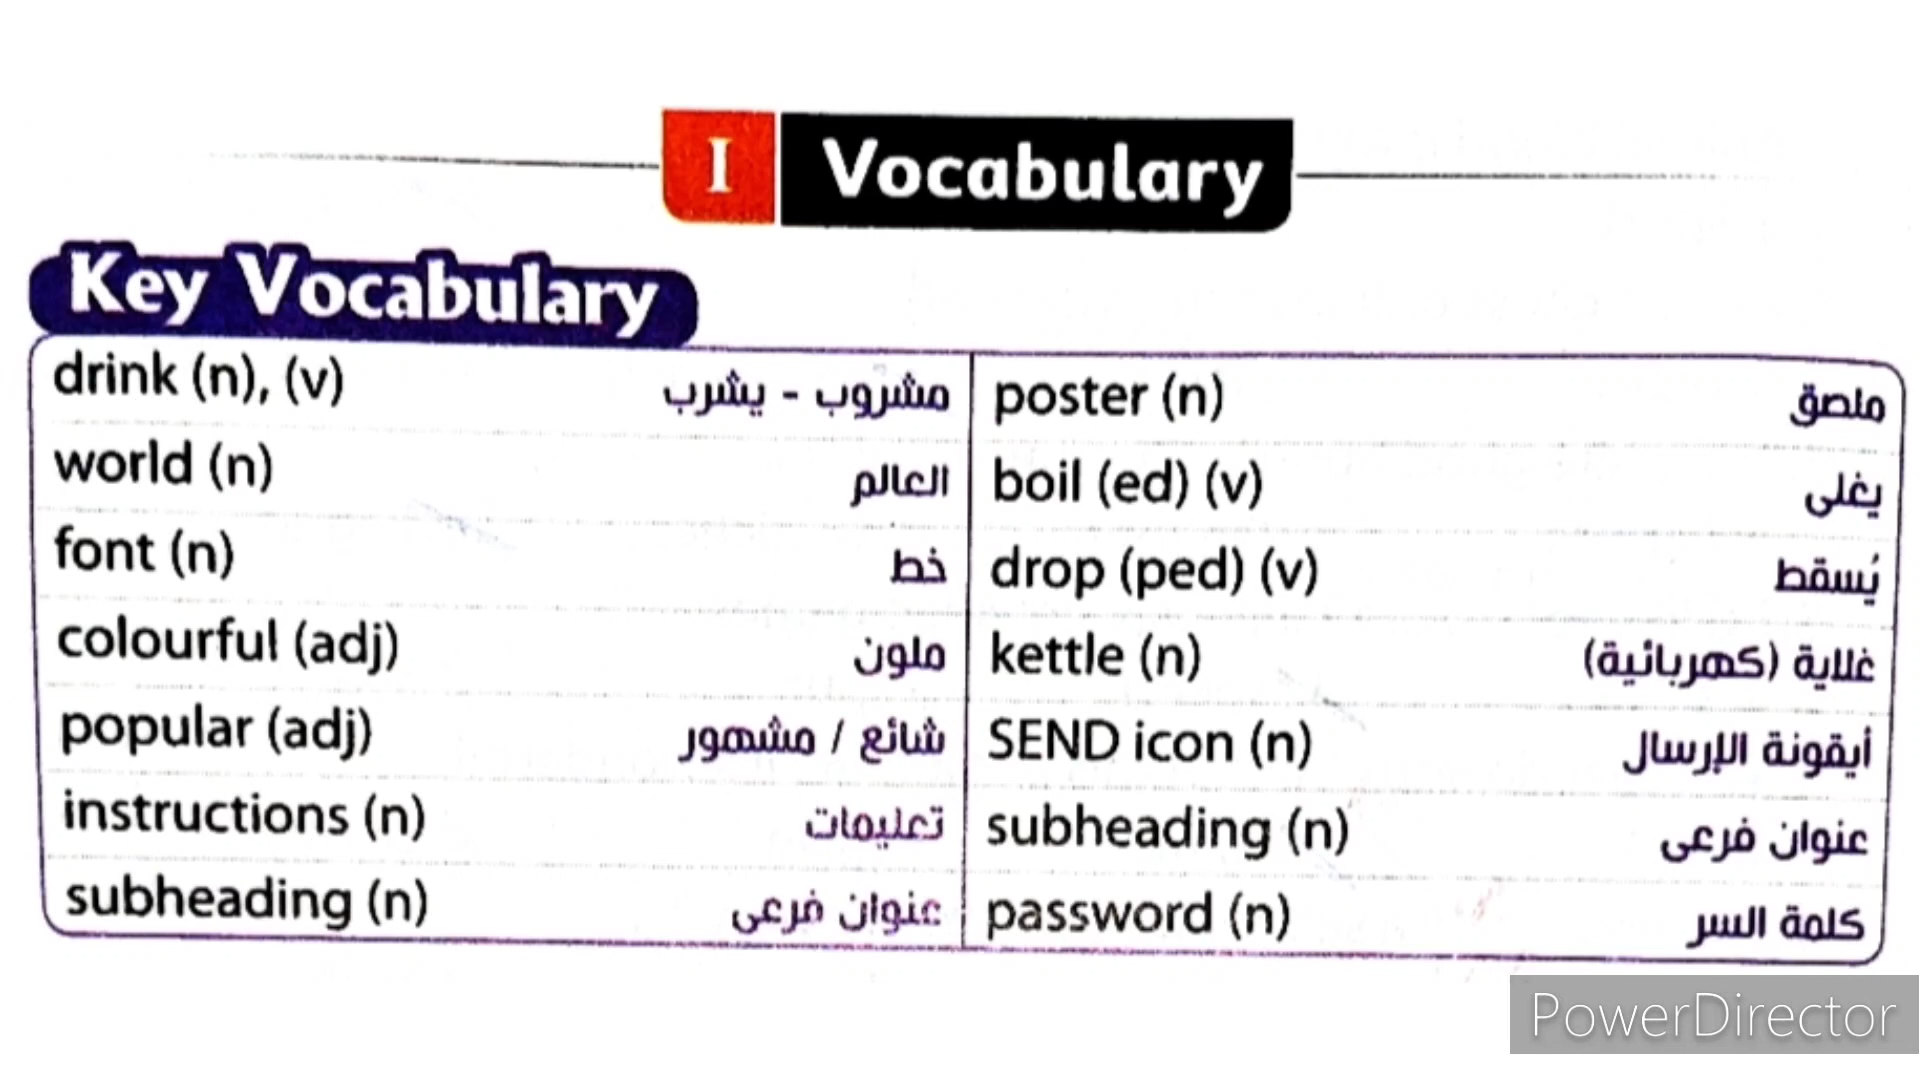 I Vocabulary
Key Vocabulary
drink (n), (v) مشروب - يشرب
world (n) العالم
font (n) خط
colourful (adj) ملون
popular (adj) شائع / مشهور
instructions (n) تعليمات
subheading (n) عنوان فرعى
poster (n) ملصق
boil (ed) (v) يغلى
drop (ped) (v) يُسقط
kettle (n) غلاية (كهربائية)
SEND icon (n) أيقونة الإرسال
subheading (n) عنوان فرعى
password (n) كلمة السر
PowerDirector